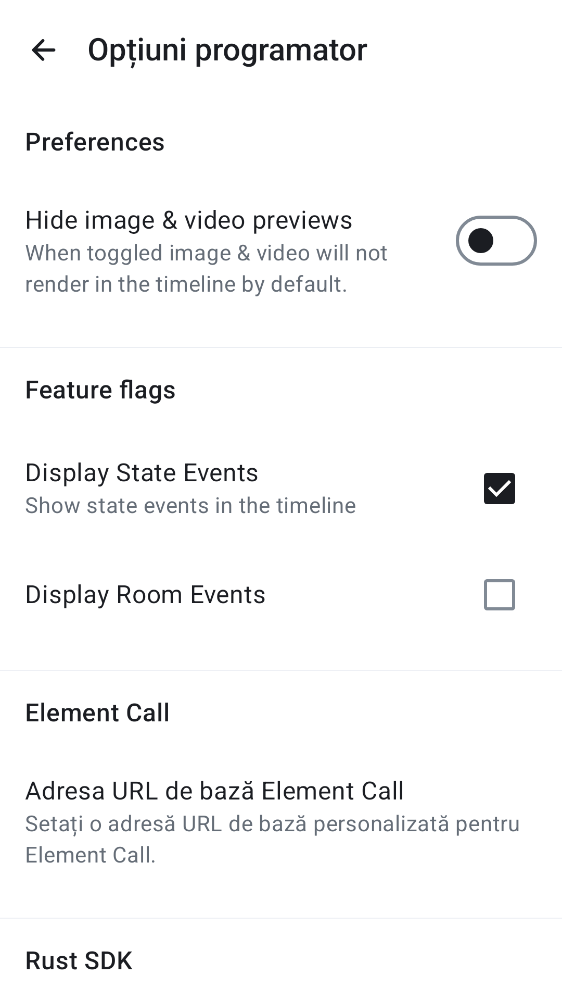 Opțiuni programator
Preferences
Hide image & video previews
When toggled image & video will not
render in the timeline by default.
Feature flags
Display State Events
Show state events in the timeline
Display Room Events
Element Call
Adresa URL de bază Element Call
Setați o adresă URL de bază personalizată pentru
Element Call.
Rust SDK